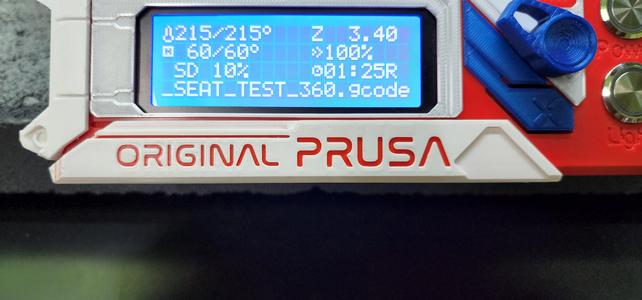 215/215° Z 3.40
60/60° 100%
SD 10% 01:25R
_SEAT_TEST_360.gcode
ORIGINAL PRUSA